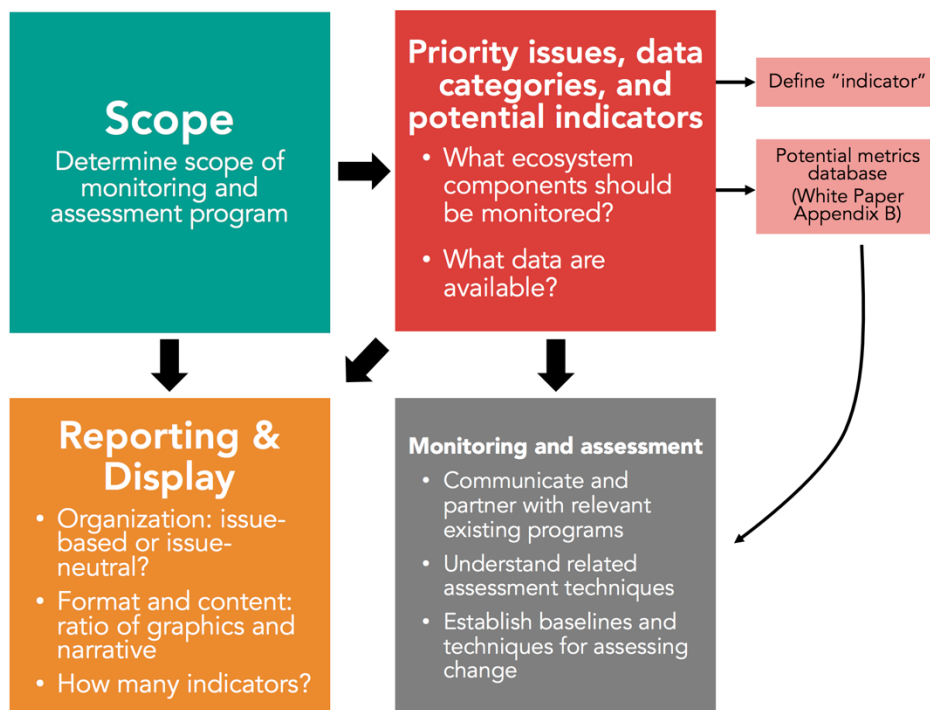 Scope
Determine scope of
monitoring and
assessment program
Priority issues, data
categories, and
potential indicators
• What ecosystem
components should
be monitored?
• What data are
available?
Define “indicator”
Potential metrics
database
(White Paper
Appendix B)
Reporting &
Display
• Organization: issue-
based or issue-
neutral?
• Format and content:
ratio of graphics and
narrative
• How many indicators?
Monitoring and assessment
• Communicate and
partner with relevant
existing programs
• Understand related
assessment techniques
• Establish baselines and
techniques for assessing
change